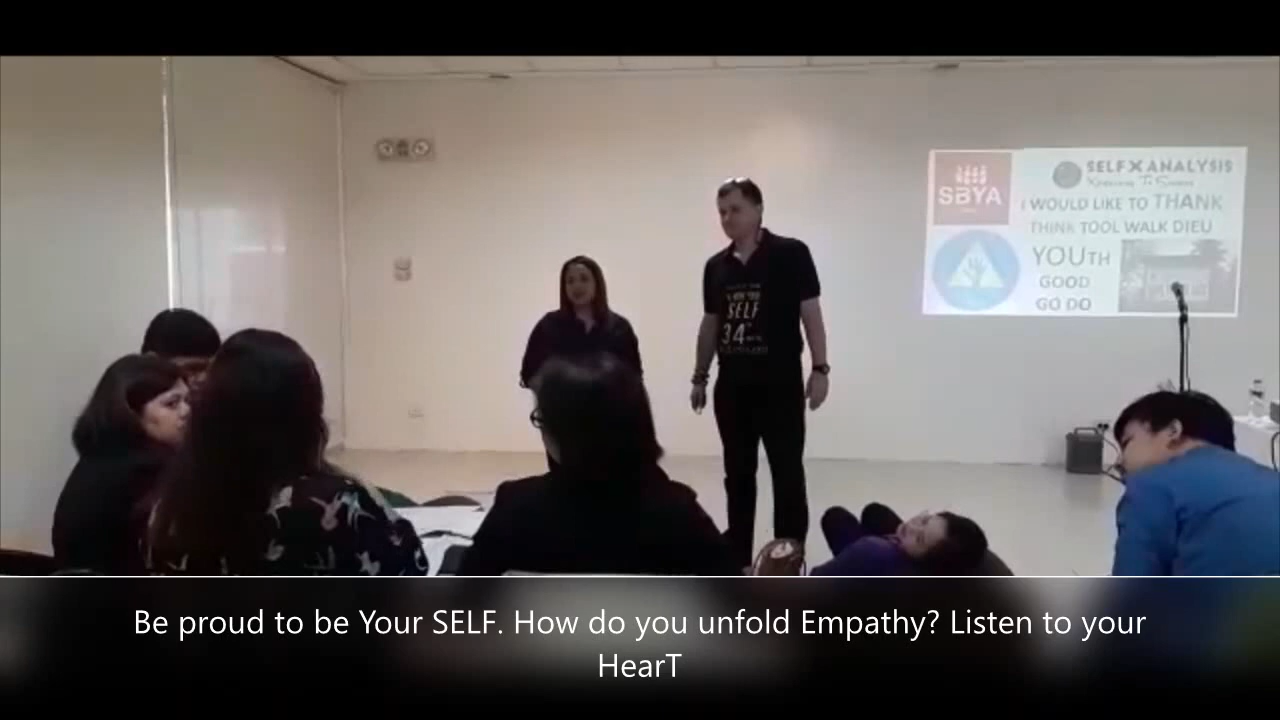 SBYA
SELF X ANALYSIS
I WOULD LIKE TO THANK
THINK TOOL WALK DIEU
YOUTH
GOOD
GO DO
SELF
34
Be proud to be Your SELF. How do you unfold Empathy? Listen to your
HearT